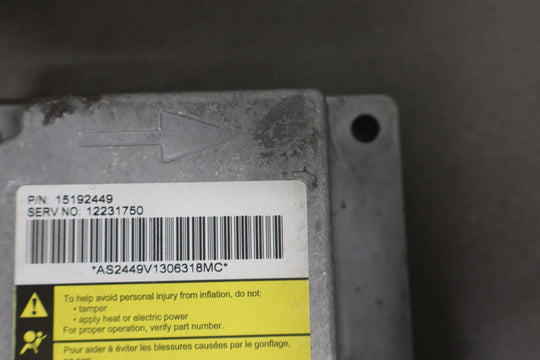 P/N: 15192449
SERV NO: 12231750
*AS2449V1306318MC*
To help avoid personal injury from inflation, do not:
• tamper
• apply heat or electric power
For proper operation, verify part number.
Pour aider à éviter les blessures causées par le gonflage,